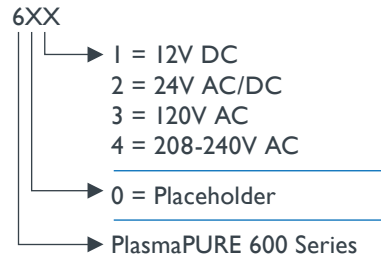 6XX
1 = 12V DC
2 = 24V AC/DC
3 = 120V AC
4 = 208-240V AC
0 = Placeholder
PlasmaPURE 600 Series